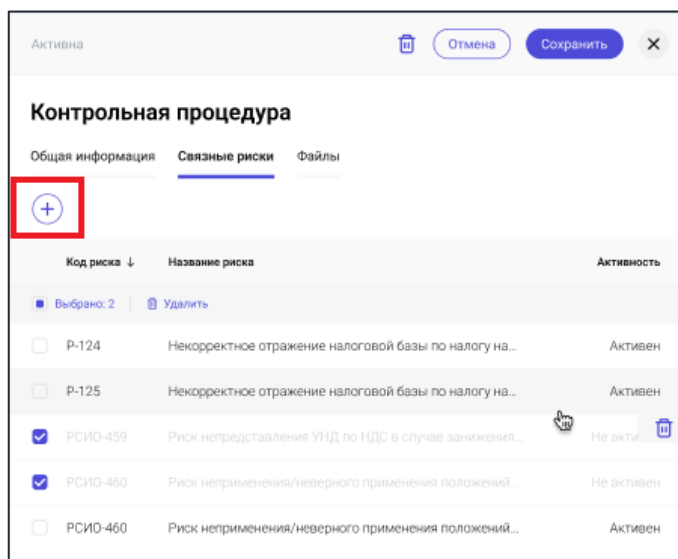 Активна Отмена Сохранить
Контрольная процедура
Общая информация Связные риски Файлы
Код риска ↓ Название риска Активность
Выбрано: 2 Удалить
Р-124 Некорректное отражение налоговой базы по налогу на... Активен
Р-125 Некорректное отражение налоговой базы по налогу на... Активен
РСИО-459 Риск непредставления УНД по НДС в случае занижения... Не акти
РСИО-460 Риск неприменения/неверного применения положений... Не активен
РСИО-460 Риск неприменения/неверного применения положений... Активен